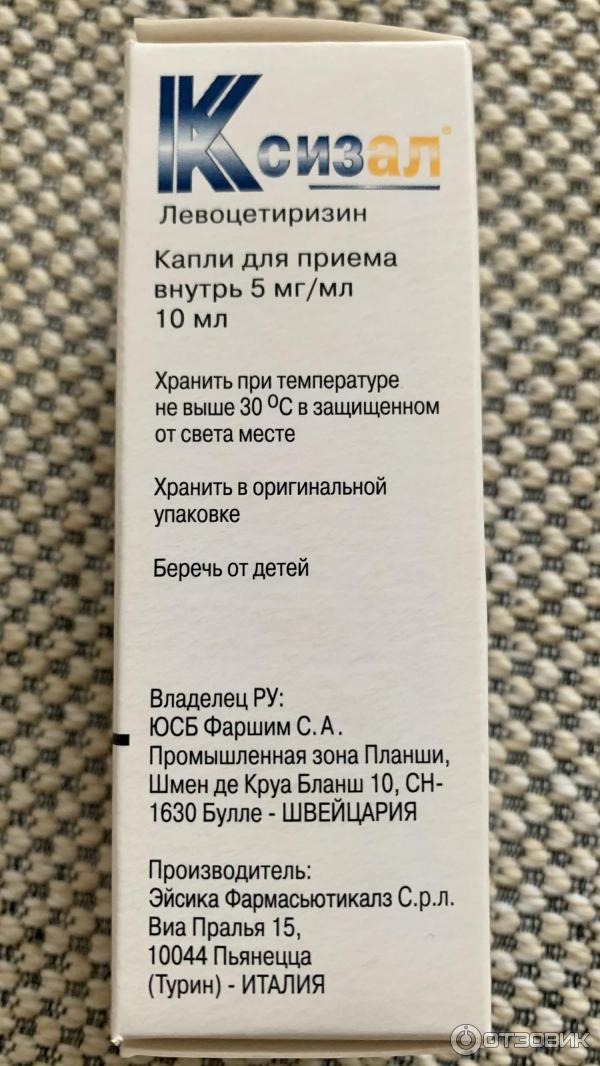 Ксизал®
Левоцетиризин
Капли для приема
внутрь 5 мг/мл
10 мл
Хранить при температуре
не выше 30 ⁰С в защищенном
от света месте
Хранить в оригинальной
упаковке
Беречь от детей
Владелец РУ:
ЮСБ Фаршим С.А.
Промышленная зона Планши,
Шмен де Круа Бланш 10, СН-
1630 Булле - ШВЕЙЦАРИЯ
Производитель:
Эйсика Фармасьютикалз С.р.л.
Виа Пралья 15,
10044 Пьянецца
(Турин) - ИТАЛИЯ
ОТЗОВИК